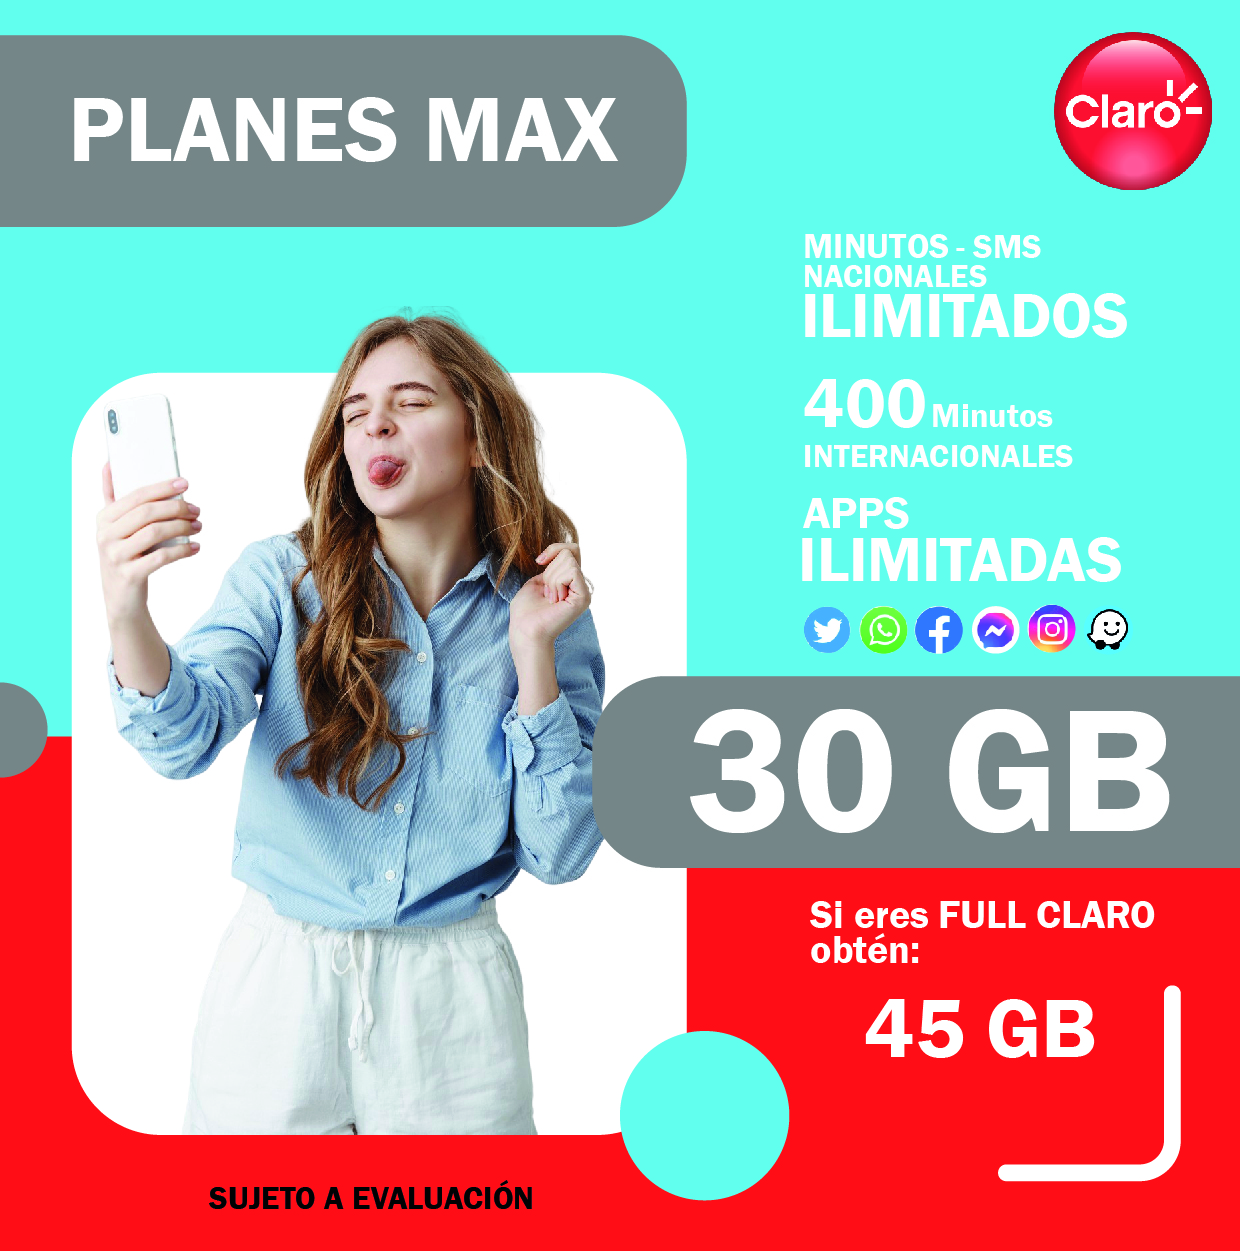 PLANES MAX
Claro
MINUTOS - SMS
NACIONALES
ILIMITADOS
400 Minutos
INTERNACIONALES
APPS
ILIMITADAS
30 GB
Si eres FULL CLARO
obtén:
45 GB
SUJETO A EVALUACIÓN